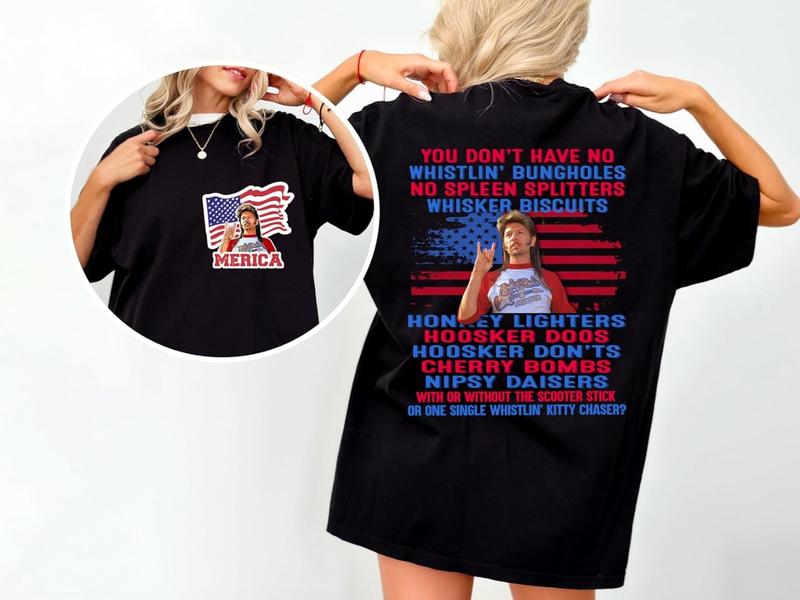 MERICA
YOU DON'T HAVE NO
WHISTLIN' BUNGHOLES
NO SPLEEN SPLITTERS
WHISKER BISCUITS
HONKEY LIGHTERS
HOOSKER DOOS
HOOSKER DON'TS
CHERRY BOMBS
NIPSY DAISERS
WITH OR WITHOUT THE SCOOTER STICK
OR ONE SINGLE WHISTLIN' KITTY CHASER?